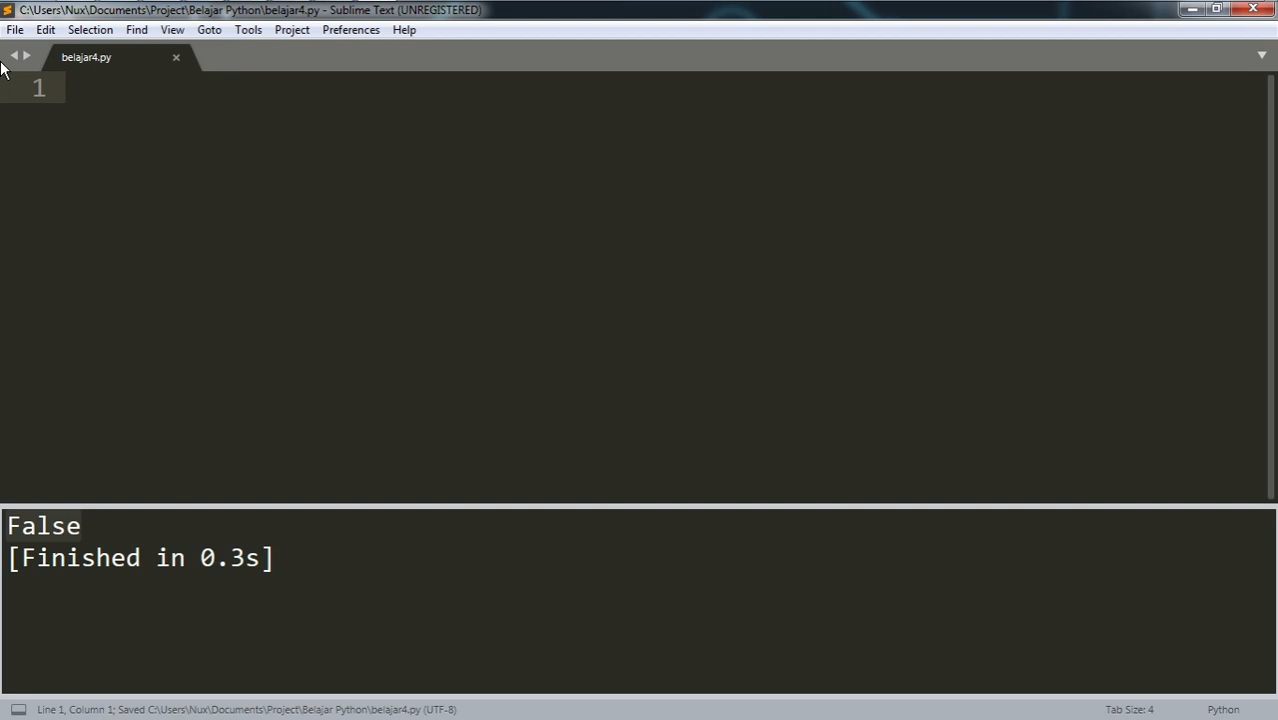 C:\Users\Nux\Documents\Project\Belajar Python\belajar4.py - Sublime Text (UNREGISTERED)
File Edit Selection Find View Goto Tools Project Preferences Help
belajar4.py
1
False
[Finished in 0.3s]
Line 1, Column 1; Saved C:\Users\Nux\Documents\Project\Belajar Python\belajar4.py (UTF-8) Tab Size: 4 Python